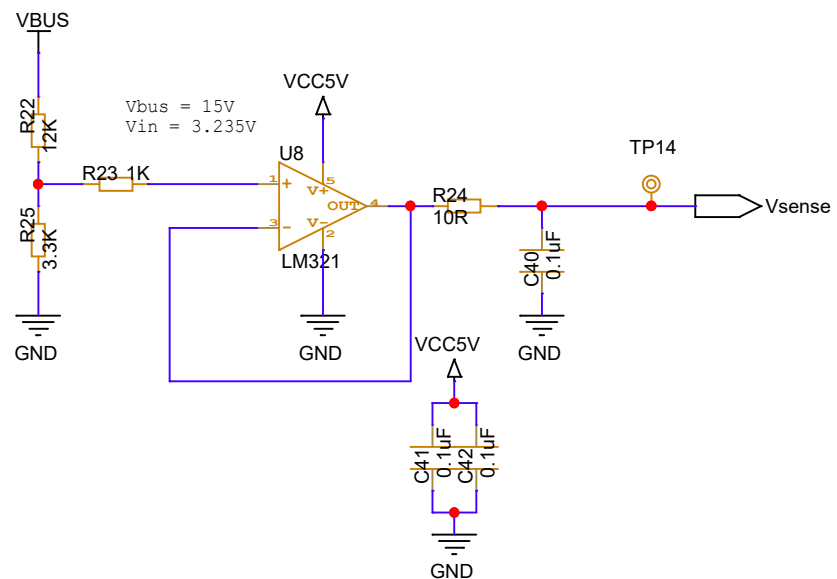 VBUS
R22
12K
Vbus = 15V
Vin = 3.235V
VCC5V
R23 1K
U8
1
+
5
V+
OUT
4
3
-
V-
2
LM321
R25
3.3K
GND
GND
R24
10R
TP14
Vsense
C40
0.1uF
GND
VCC5V
C41
0.1uF
C42
0.1uF
GND